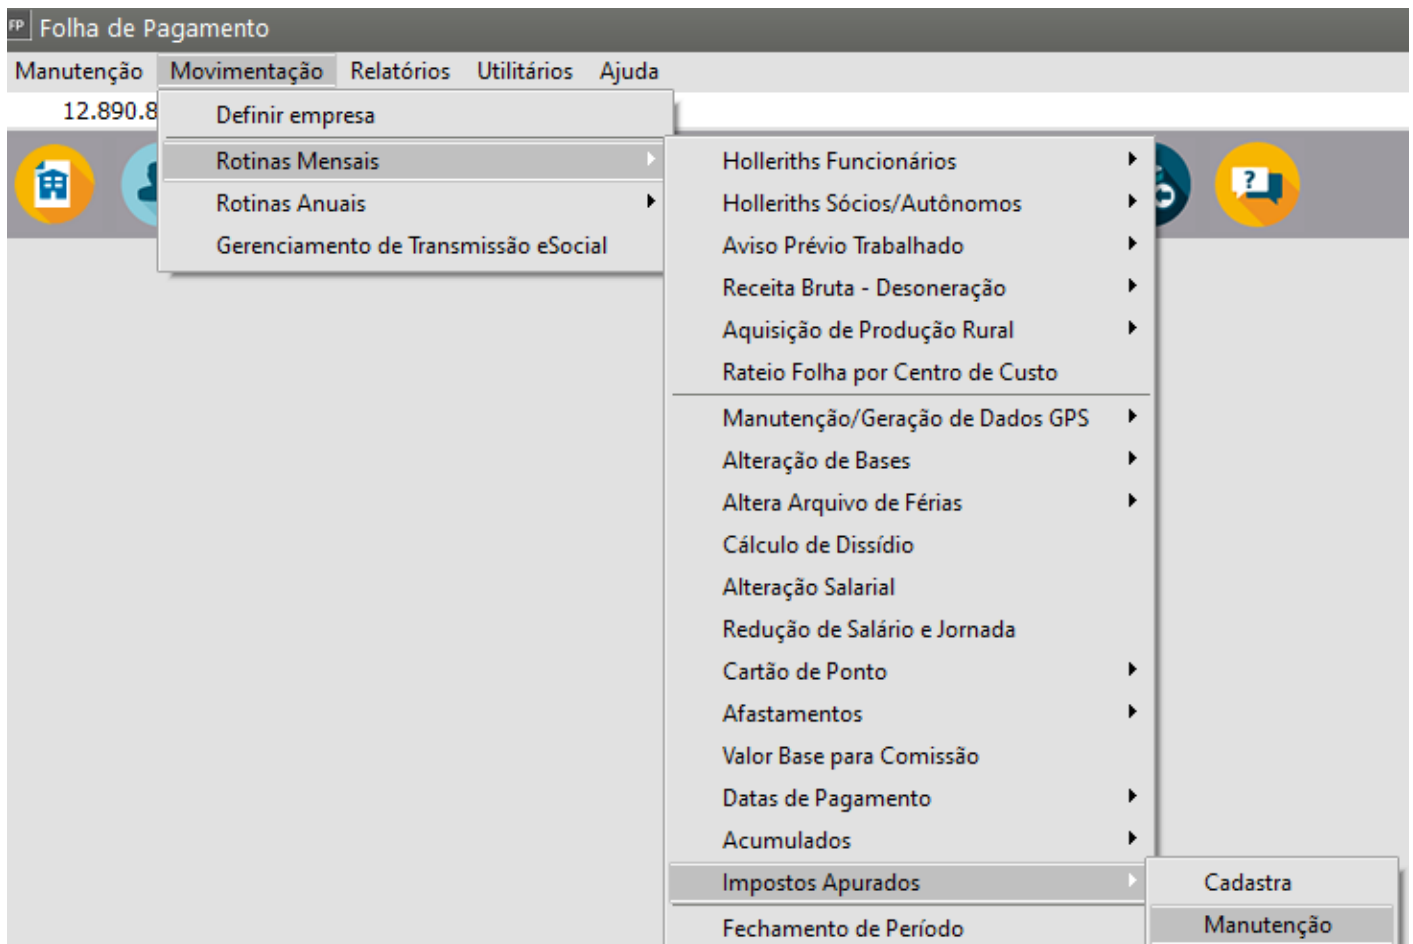 FP Folha de Pagamento
Manutenção Movimentação Relatórios Utilitários Ajuda
12.890.8
Definir empresa
Rotinas Mensais
Rotinas Anuais
Gerenciamento de Transmissão eSocial
Holleriths Funcionários
Holleriths Sócios/Autônomos
Aviso Prévio Trabalhado
Receita Bruta - Desoneração
Aquisição de Produção Rural
Rateio Folha por Centro de Custo
Manutenção/Geração de Dados GPS
Alteração de Bases
Altera Arquivo de Férias
Cálculo de Dissídio
Alteração Salarial
Redução de Salário e Jornada
Cartão de Ponto
Afastamentos
Valor Base para Comissão
Datas de Pagamento
Acumulados
Impostos Apurados
Fechamento de Período
Cadastra
Manutenção
?